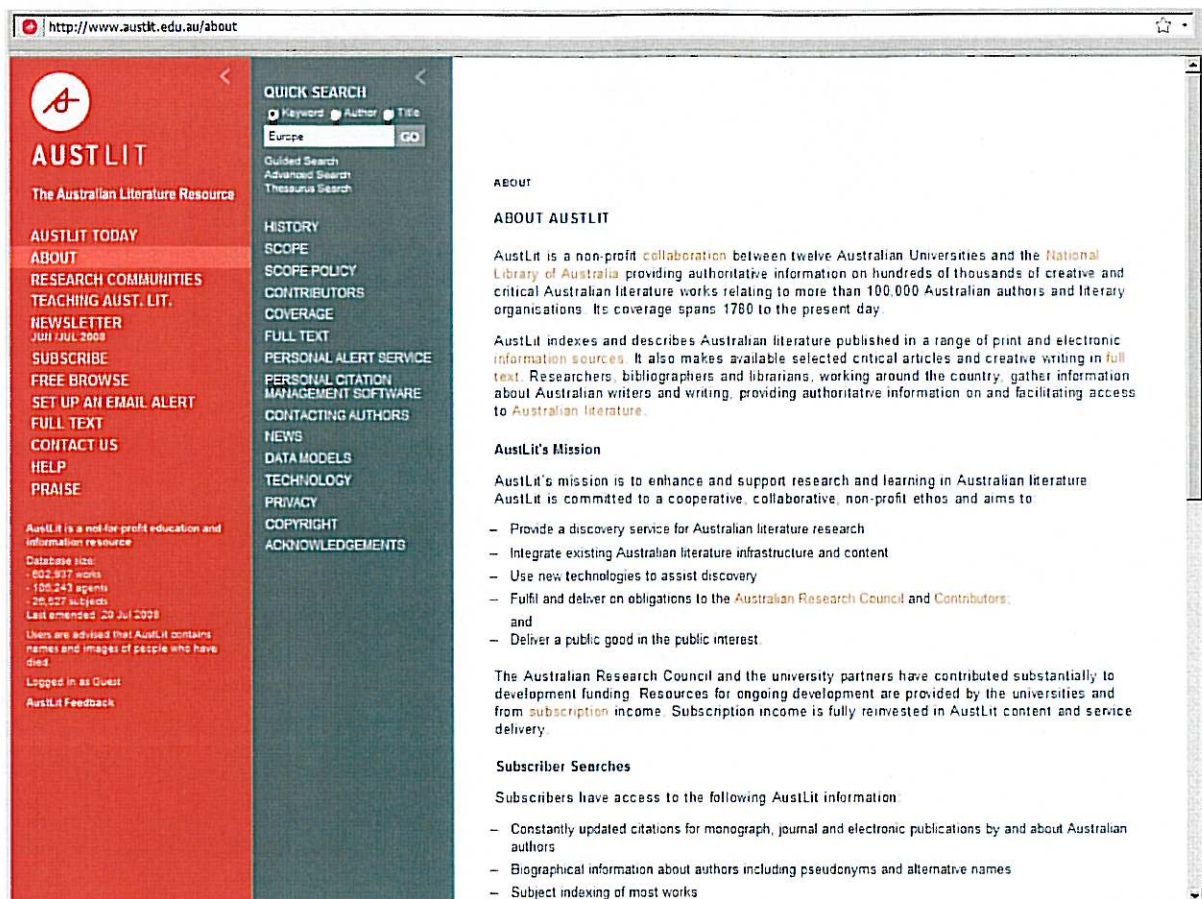 http://www.austlit.edu.au/about
AUSTLIT
The Australian Literature Resource
AUSTLIT TODAY
ABOUT
RESEARCH COMMUNITIES
TEACHING AUST. LIT.
NEWSLETTER
JUN /JUL 2008
SUBSCRIBE
FREE BROWSE
SET UP AN EMAIL ALERT
FULL TEXT
CONTACT US
HELP
PRAISE
AustLit is a not-for-profit education and
information resource
Database size:
- 602,937 works
- 106,243 agents
- 26,527 subjects
Last amended: 20 Jul 2008
Users are advised that AustLit contains
names and images of people who have
died.
Logged in as Guest
AustLit Feedback
QUICK SEARCH
Keyword Author Title
Europe GO
Guided Search
Advanced Search
Thesaurus Search
HISTORY
SCOPE
SCOPE POLICY
CONTRIBUTORS
COVERAGE
FULL TEXT
PERSONAL ALERT SERVICE
PERSONAL CITATION
MANAGEMENT SOFTWARE
CONTACTING AUTHORS
NEWS
DATA MODELS
TECHNOLOGY
PRIVACY
COPYRIGHT
ACKNOWLEDGEMENTS
ABOUT
ABOUT AUSTLIT
AustLit is a non-profit collaboration between twelve Australian Universities and the National
Library of Australia providing authoritative information on hundreds of thousands of creative and
critical Australian literature works relating to more than 100,000 Australian authors and literary
organisations. Its coverage spans 1780 to the present day.
AustLit indexes and describes Australian literature published in a range of print and electronic
information sources. It also makes available selected critical articles and creative writing in full
text. Researchers, bibliographers and librarians, working around the country, gather information
about Australian writers and writing, providing authoritative information on and facilitating access
to Australian literature.
AustLit's Mission
AustLit's mission is to enhance and support research and learning in Australian literature
AustLit is committed to a cooperative, collaborative, non-profit ethos and aims to:
– Provide a discovery service for Australian literature research
– Integrate existing Australian literature infrastructure and content
– Use new technologies to assist discovery
– Fulfil and deliver on obligations to the Australian Research Council and Contributors;
and
– Deliver a public good in the public interest.
The Australian Research Council and the university partners have contributed substantially to
development funding. Resources for ongoing development are provided by the universities and
from subscription income. Subscription income is fully reinvested in AustLit content and service
delivery.
Subscriber Searches
Subscribers have access to the following AustLit information:
– Constantly updated citations for monograph, journal and electronic publications by and about Australian
authors
– Biographical information about authors including pseudonyms and alternative names
– Subject indexing of most works